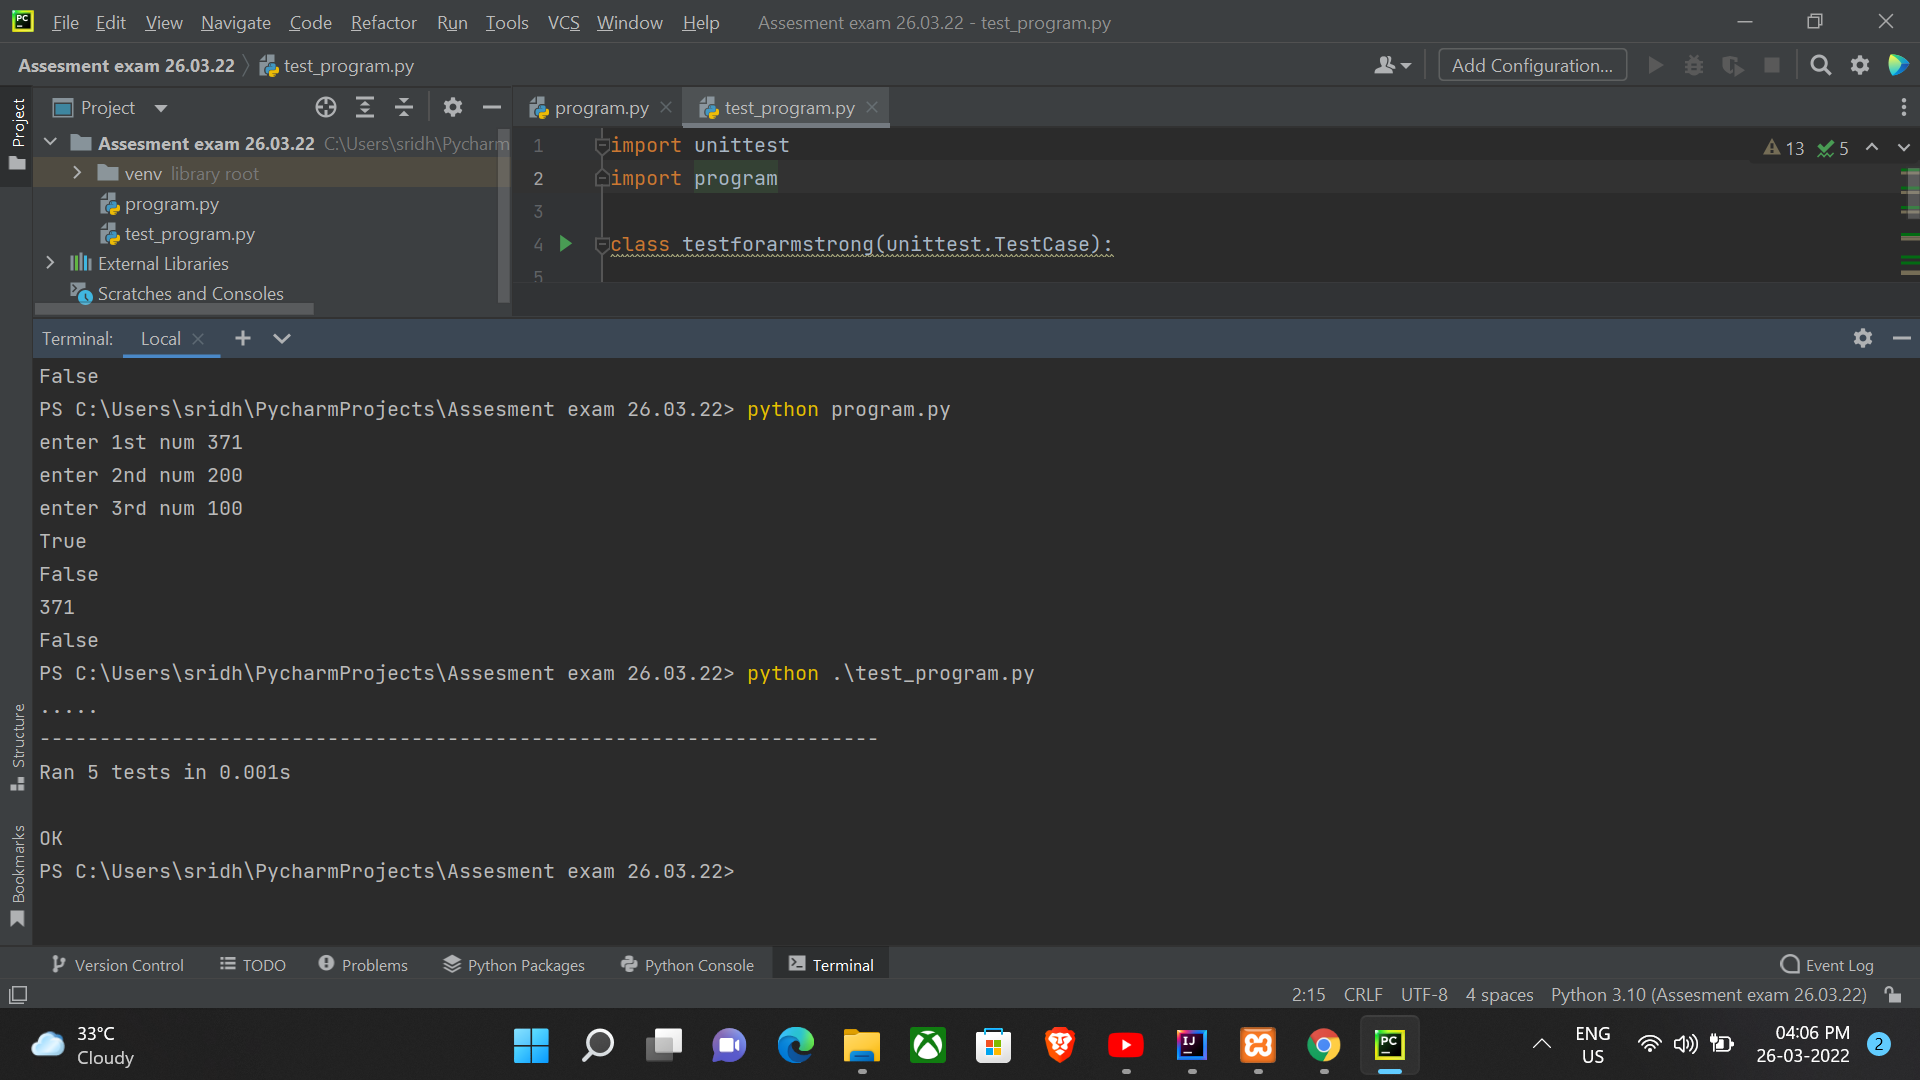 PC File Edit View Navigate Code Refactor Run Tools VCS Window Help Assesment exam 26.03.22 - test_program.py
Assesment exam 26.03.22 test_program.py Add Configuration...
Project
Project program.py test_program.py
Assesment exam 26.03.22 C:\Users\sridh\Pycharm
venv library root
program.py
test_program.py
External Libraries
Scratches and Consoles
1 import unittest
2 import program
3
4 class testforarmstrong(unittest.TestCase):
5
13 5
Terminal: Local
False
PS C:\Users\sridh\PycharmProjects\Assesment exam 26.03.22> python program.py
enter 1st num 371
enter 2nd num 200
enter 3rd num 100
True
False
371
False
PS C:\Users\sridh\PycharmProjects\Assesment exam 26.03.22> python .\test_program.py
.....
----------------------------------------------------------------------
Ran 5 tests in 0.001s
OK
PS C:\Users\sridh\PycharmProjects\Assesment exam 26.03.22>
Structure
Bookmarks
Version Control TODO Problems Python Packages Python Console Terminal Event Log
2:15 CRLF UTF-8 4 spaces Python 3.10 (Assesment exam 26.03.22)
33°C
Cloudy
IJ
PC
ENG
US
04:06 PM
26-03-2022
2